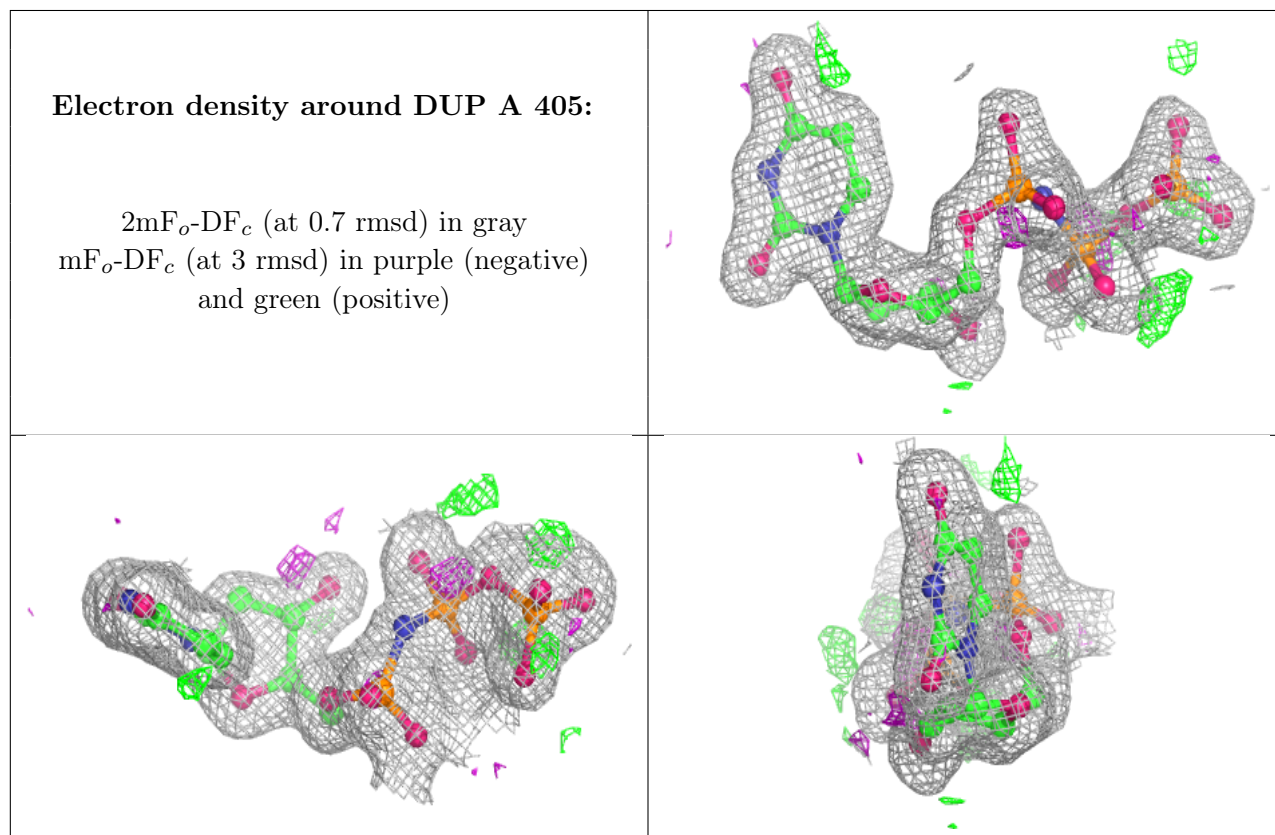 Electron density around DUP A 405:
2mFo-DFc (at 0.7 rmsd) in gray
mFo-DFc (at 3 rmsd) in purple (negative)
and green (positive)